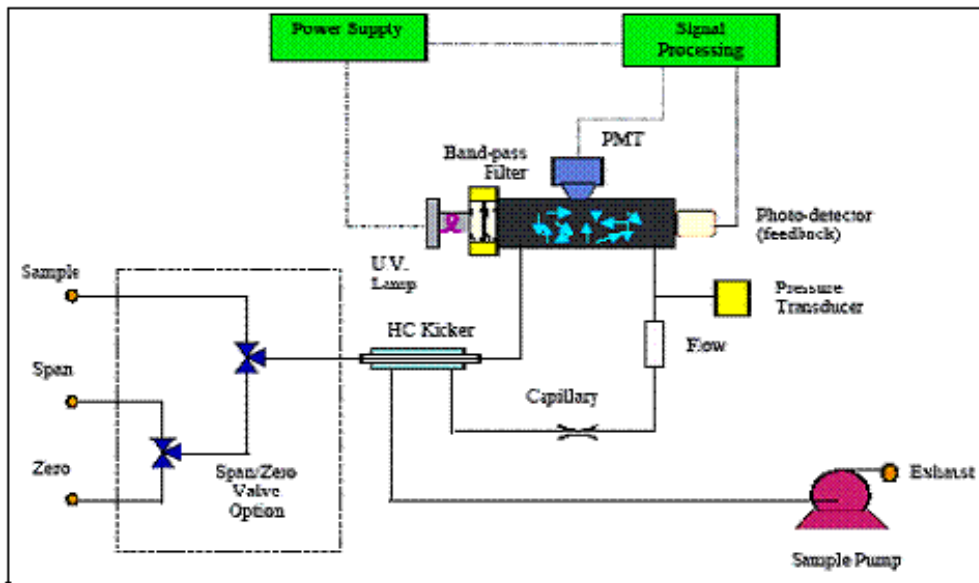 Power Supply
Signal
Processing
PMT
Band-pass
Filter
Photo-detector
(feedback)
U.V.
Lamp
Sample
HC Kicker
Pressure
Transducer
Flow
Span
Capillary
Zero
Span/Zero
Valve
Option
Exhaust
Sample Pump